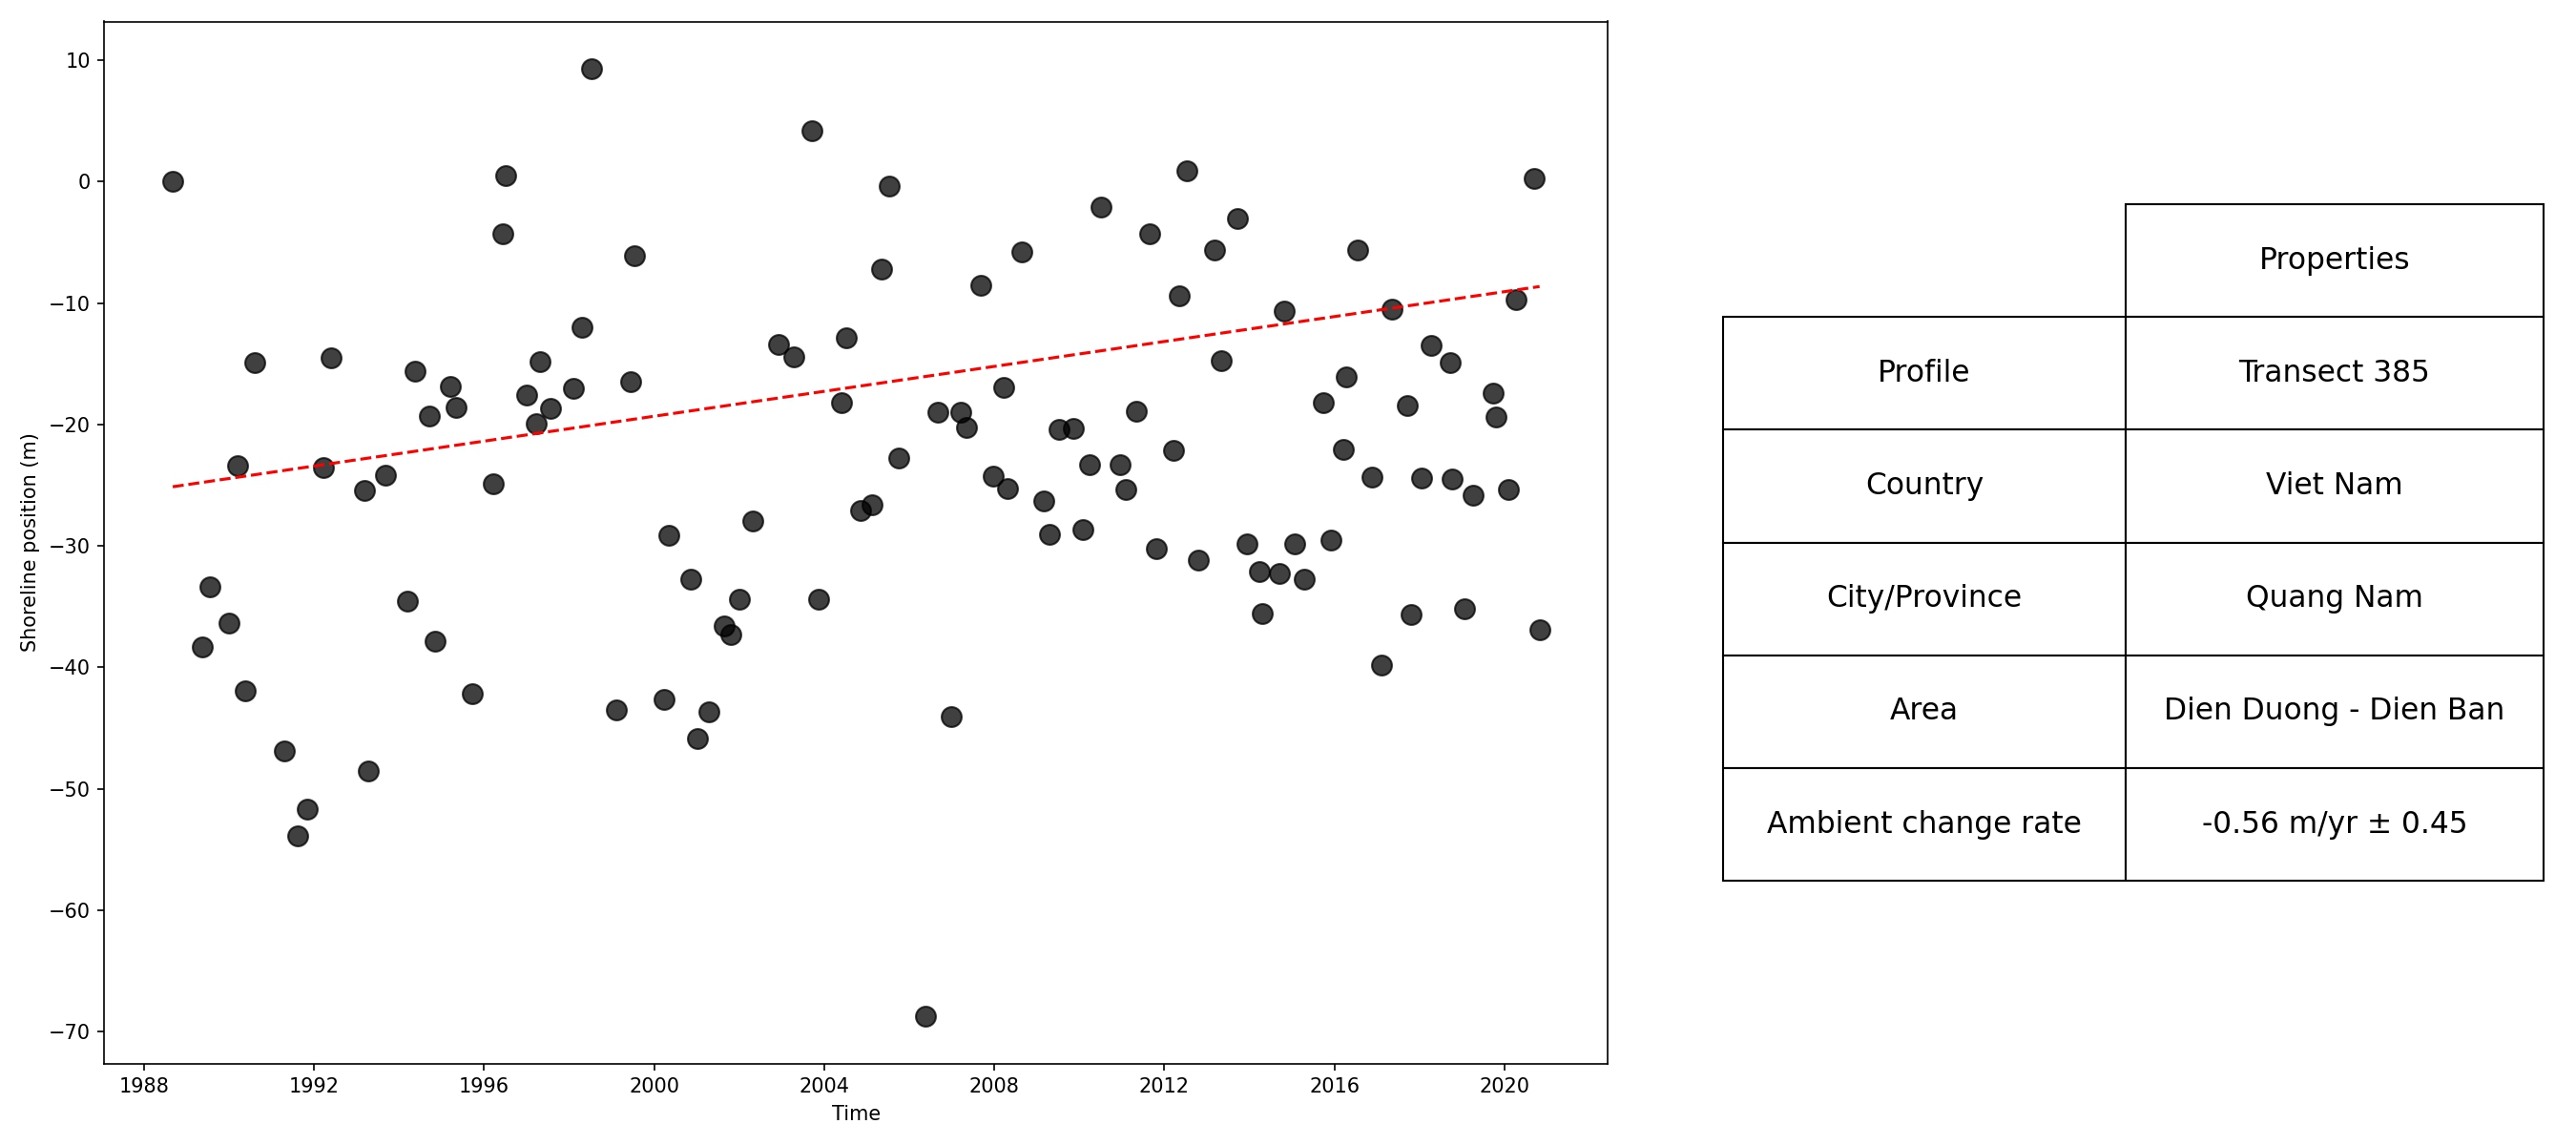 10
0
−10
−20
−30
−40
−50
−60
−70
Shoreline position (m)
1988 1992 1996 2000 2004 2008 2012 2016 2020
Time
Properties
Profile Transect 385
Country Viet Nam
City/Province Quang Nam
Area Dien Duong - Dien Ban
Ambient change rate -0.56 m/yr ± 0.45